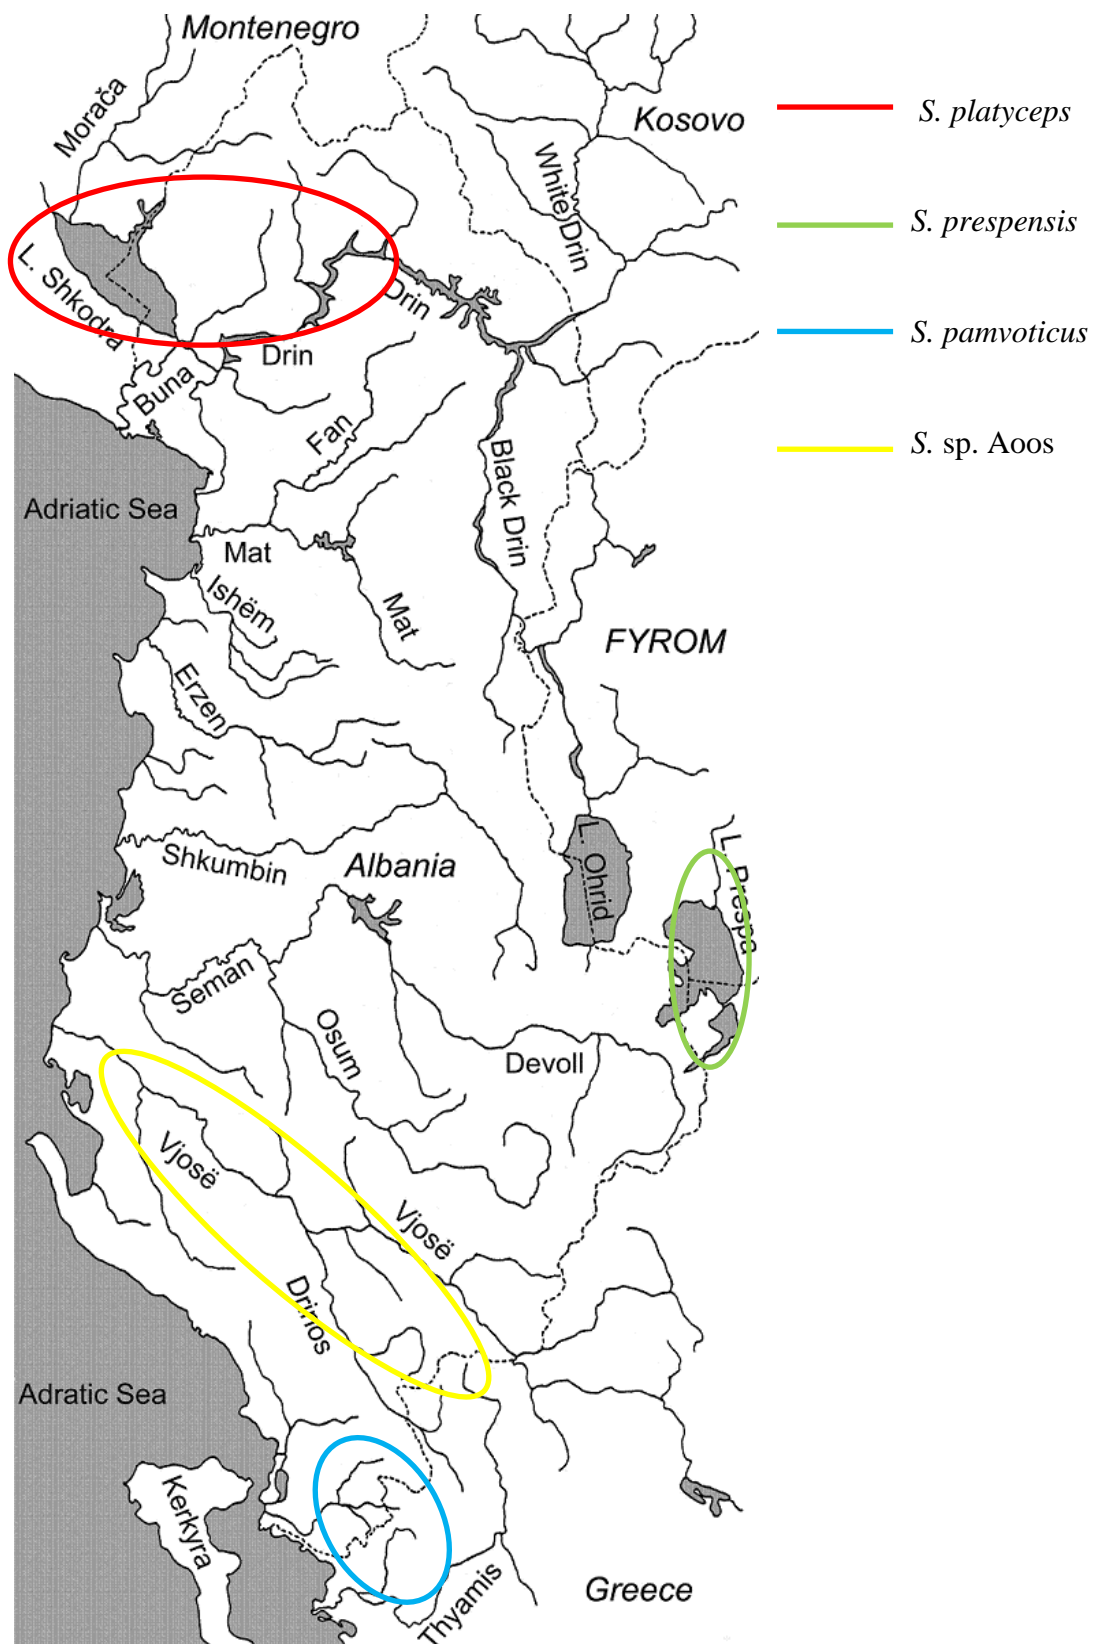 Montenegro
Morača
Kosovo
S. platyceps
White Drin
S. prespensis
L. Shkodra
Drin
S. pamvoticus
Drin
Buna
Fan
S. sp. Aoos
Black Drin
Adriatic Sea
Mat
Ishëm
Mat
FYROM
Erzen
L. Ohrid
L. Prespa
Shkumbin
Albania
Seman
Osum
Devoll
Vjosë
Vjosë
Drinos
Adratic Sea
Kerkyra
Thyamis
Greece